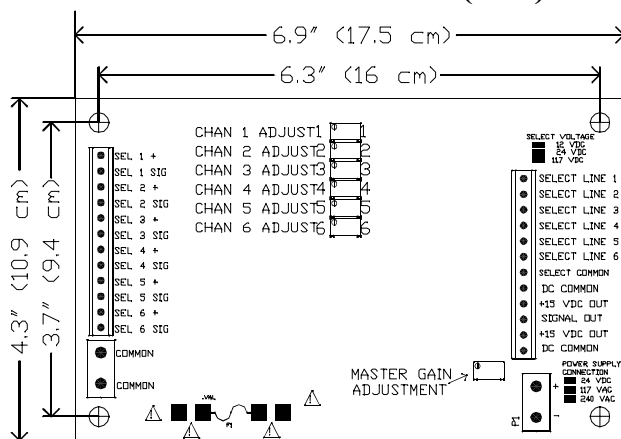 6.9" (17.5 cm)
6.3" (16 cm)
4.3" (10.9 cm)
3.7" (9.4 cm)
CHAN 1 ADJUST1 1
CHAN 2 ADJUST2 2
CHAN 3 ADJUST3 3
CHAN 4 ADJUST4 4
CHAN 5 ADJUST5 5
CHAN 6 ADJUST6 6
SEL 1 +
SEL 1 SIG
SEL 2 +
SEL 2 SIG
SEL 3 +
SEL 3 SIG
SEL 4 +
SEL 4 SIG
SEL 5 +
SEL 5 SIG
SEL 6 +
SEL 6 SIG
COMMON
COMMON
SELECT VOLTAGE
12 VDC
24 VDC
117 VDC
SELECT LINE 1
SELECT LINE 2
SELECT LINE 3
SELECT LINE 4
SELECT LINE 5
SELECT LINE 6
SELECT COMMON
DC COMMON
+15 VDC OUT
SIGNAL OUT
+15 VDC OUT
DC COMMON
MASTER GAIN
ADJUSTMENT
POWER SUPPLY
CONNECTION
24 VDC
117 VAC
240 VAC
+
-
P1
.VAL
F1